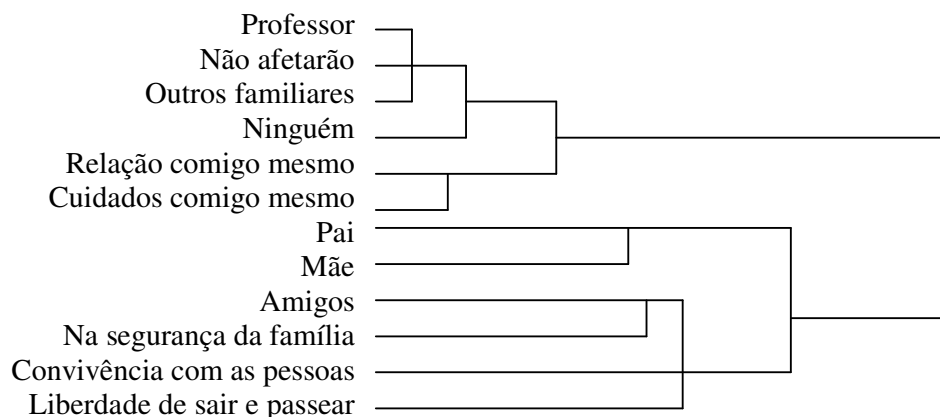 Professor
Não afetarão
Outros familiares
Ninguém
Relação comigo mesmo
Cuidados comigo mesmo
Pai
Mãe
Amigos
Na segurança da família
Convivência com as pessoas
Liberdade de sair e passear